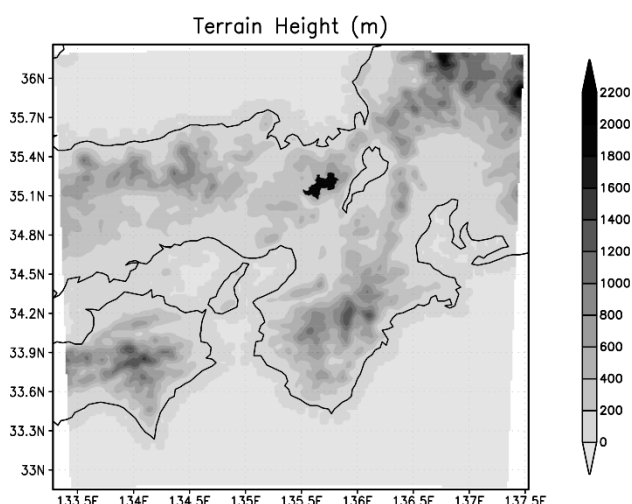 Terrain Height (m)
36N
35.7N
35.4N
35.1N
34.8N
34.5N
34.2N
33.9N
33.6N
33.3N
33N
133.5E 134E 134.5E 135E 135.5E 136E 136.5E 137E 137.5E
2200
2000
1800
1600
1400
1200
1000
800
600
400
200
0